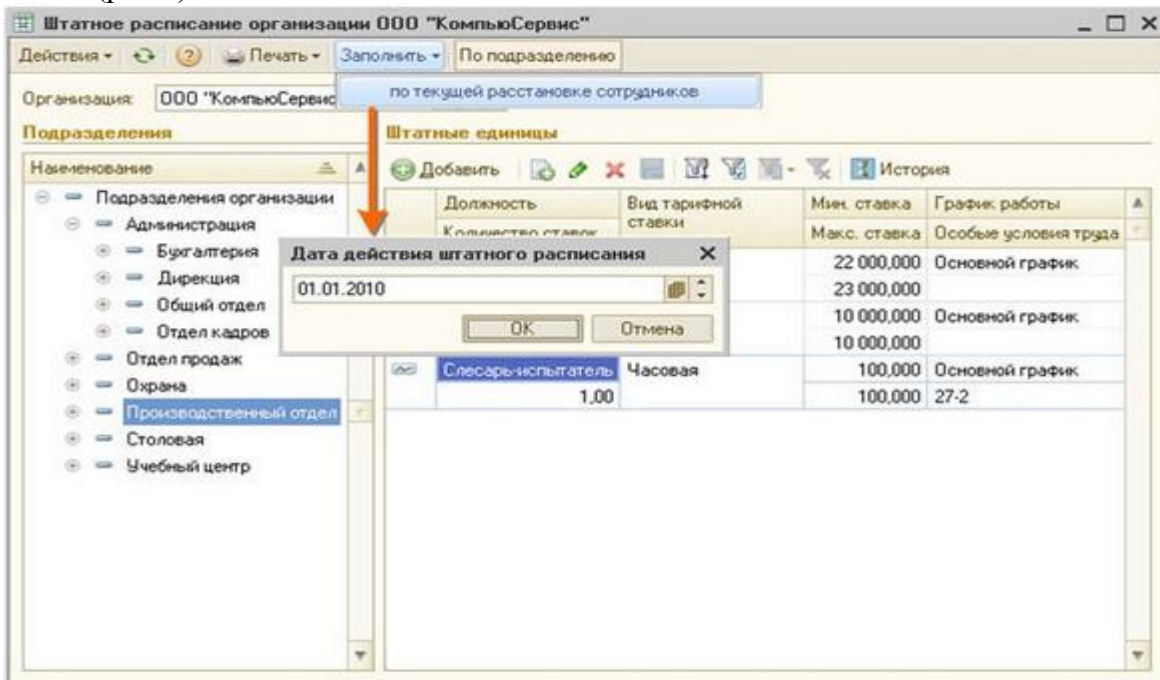 Штатное расписание организации ООО "КомпьюСервис"
Действия Печать Заполнить По подразделению
по текущей расстановке сотрудников
Организация: ООО "КомпьюСервис
Подразделения
Наименование
Подразделения организации
Администрация
Бухгалтерия
Дирекция
Общий отдел
Отдел кадров
Отдел продаж
Охрана
Производственный отдел
Столовая
Учебный центр
Штатные единицы
Добавить История
Должность Вид тарифной ставки Мин. ставка График работы
Количество ставок Макс. ставка Особые условия труда
22 000,000 Основной график
23 000,000
10 000,000 Основной график
10 000,000
Слесарь-испытатель Часовая 100,000 Основной график
1,00 100,000 27-2
Дата действия штатного расписания
01.01.2010
OK Отмена